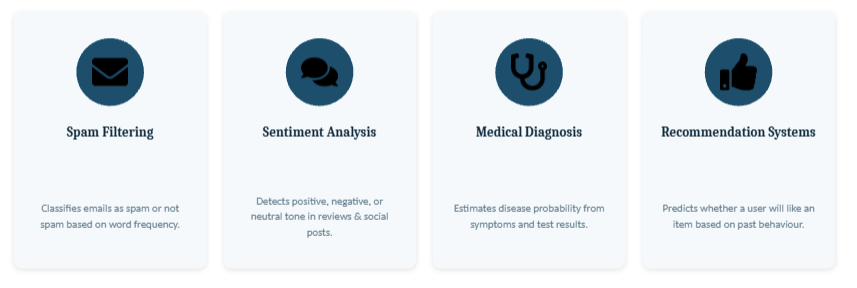 Spam Filtering
Classifies emails as spam or not
spam based on word frequency.
Sentiment Analysis
Detects positive, negative, or
neutral tone in reviews & social
posts.
Medical Diagnosis
Estimates disease probability from
symptoms and test results.
Recommendation Systems
Predicts whether a user will like an
item based on past behaviour.